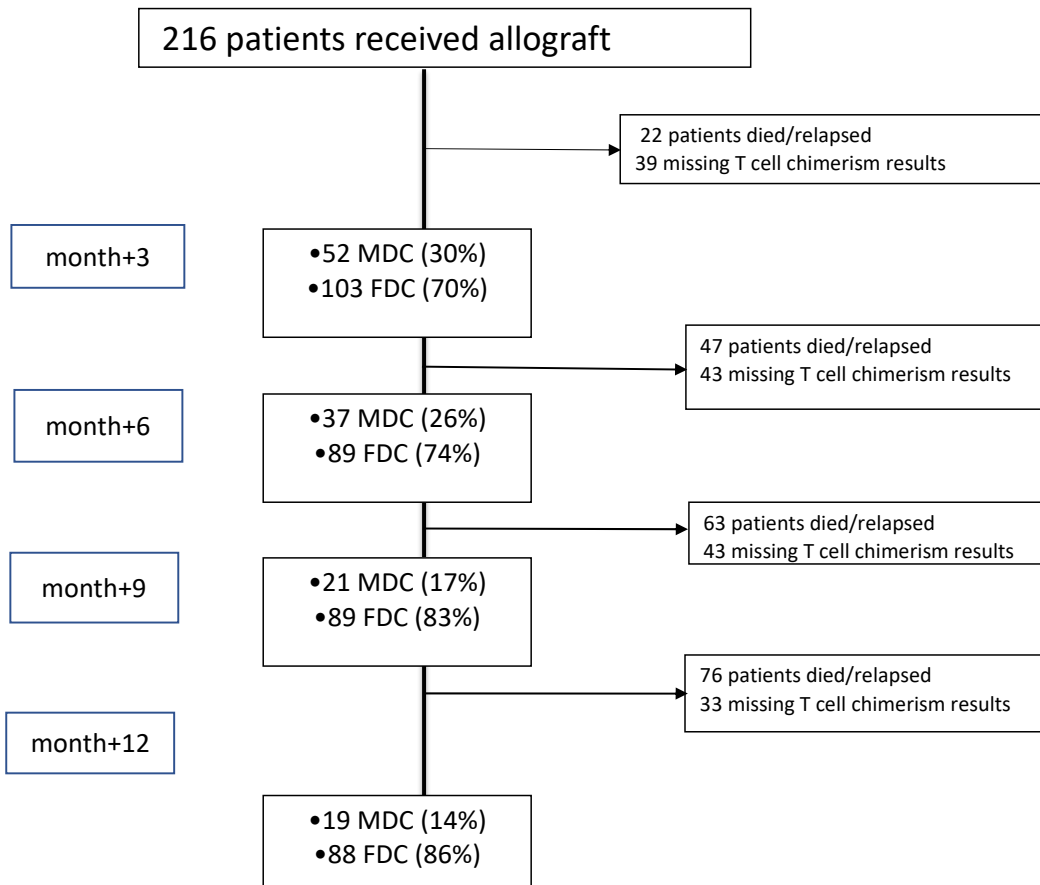 216 patients received allograft
22 patients died/relapsed
39 missing T cell chimerism results
month+3
•52 MDC (30%)
•103 FDC (70%)
47 patients died/relapsed
43 missing T cell chimerism results
month+6
•37 MDC (26%)
•89 FDC (74%)
63 patients died/relapsed
43 missing T cell chimerism results
month+9
•21 MDC (17%)
•89 FDC (83%)
76 patients died/relapsed
33 missing T cell chimerism results
month+12
•19 MDC (14%)
•88 FDC (86%)